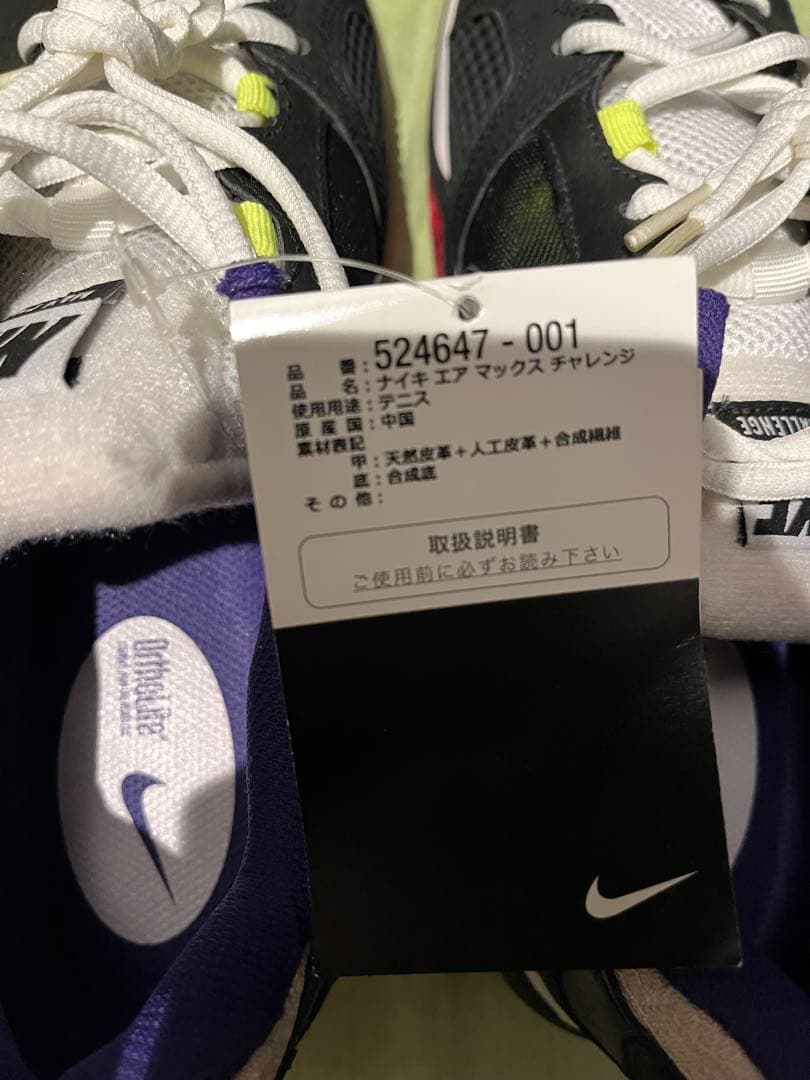 品 番：524647 - 001
品 名：ナイキ エア マックス チャレンジ
使用用途：テニス
原産国：中国
素材表記
甲：天然皮革＋人工皮革＋合成繊維
底：合成底
その他：
取扱説明書
ご使用前に必ずお読み下さい
OrthoLite